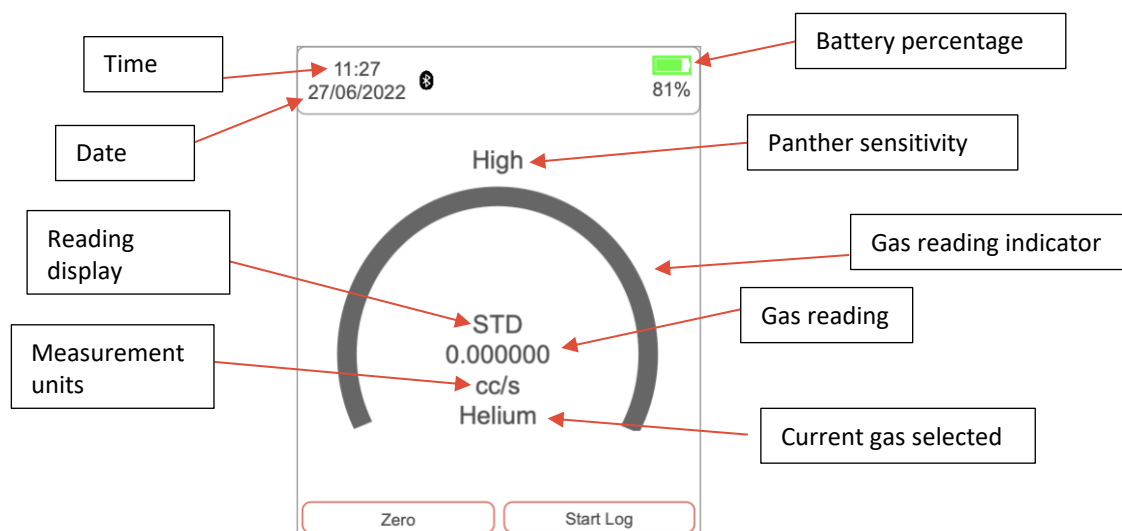 Time
Date
Reading
display
Measurement
units
11:27
27/06/2022
81%
High
STD
0.000000
cc/s
Helium
Zero
Start Log
Battery percentage
Panther sensitivity
Gas reading indicator
Gas reading
Current gas selected